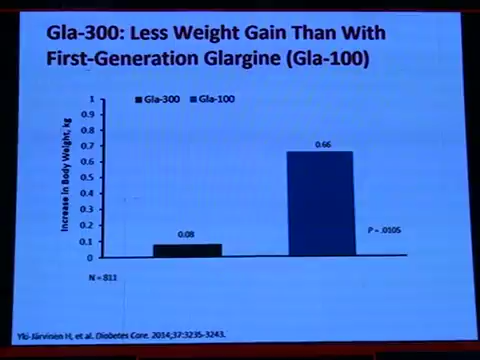 Gla-300: Less Weight Gain Than With
First-Generation Glargine (Gla-100)
Gla-300 Gla-100
Increase in Body Weight, kg
1
0.9
0.8
0.7
0.6
0.5
0.4
0.3
0.2
0.1
0
0.08
0.66
P = .0105
N = 811
Yki-Järvinen H, et al. Diabetes Care. 2014;37:3235-3243.